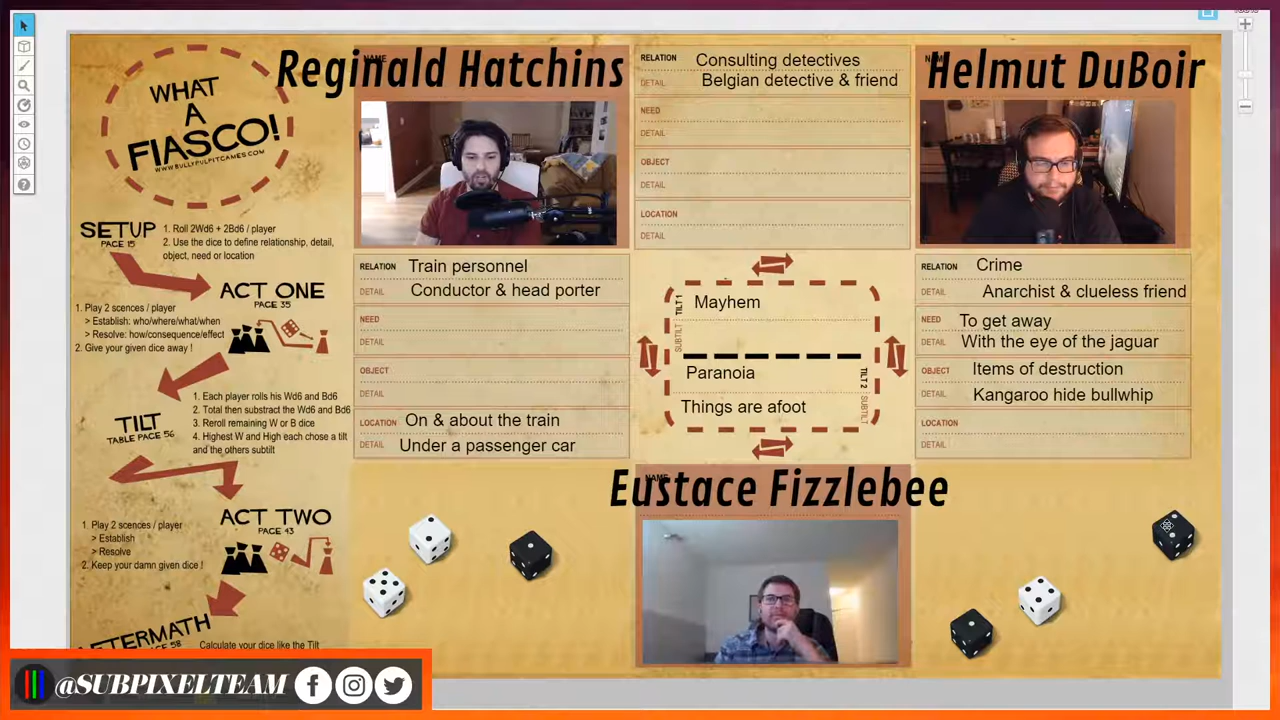 WHAT
A
FIASCO!
WWW.BULLYPULPITGAMES.COM
SETUP
PAGE 15
1. Roll 2Wd6 + 2Bd6 / player
2. Use the dice to define relationship, detail,
object, need or location
ACT ONE
PAGE 35
1. Play 2 scences / player
> Establish: who/where/what/when
> Resolve: how/consequence/effect
2. Give your given dice away !
TILT
TABLE PAGE 56
1. Each player rolls his Wd6 and Bd6
2. Total then substract the Wd6 and Bd6
3. Reroll remaining W or B dice
4. Highest W and High each chose a tilt
and the others subtilt
ACT TWO
PAGE 43
1. Play 2 scences / player
> Establish
> Resolve
2. Keep your damn given dice !
Calculate your dice like the Tilt
Reginald Hatchins
RELATION Consulting detectives
DETAIL Belgian detective & friend
NEED
DETAIL
OBJECT
DETAIL
LOCATION
DETAIL
Helmut DuBoir
RELATION Train personnel
DETAIL Conductor & head porter
NEED
DETAIL
OBJECT
DETAIL
LOCATION On & about the train
DETAIL Under a passenger car
TILT 1
Mayhem
SUBTILT
Paranoia
TILT 2
Things are afoot
SUBTILT
RELATION Crime
DETAIL Anarchist & clueless friend
NEED To get away
DETAIL With the eye of the jaguar
OBJECT Items of destruction
DETAIL Kangaroo hide bullwhip
LOCATION
DETAIL
Eustace Fizzlebee
@SUBPIXELTEAM